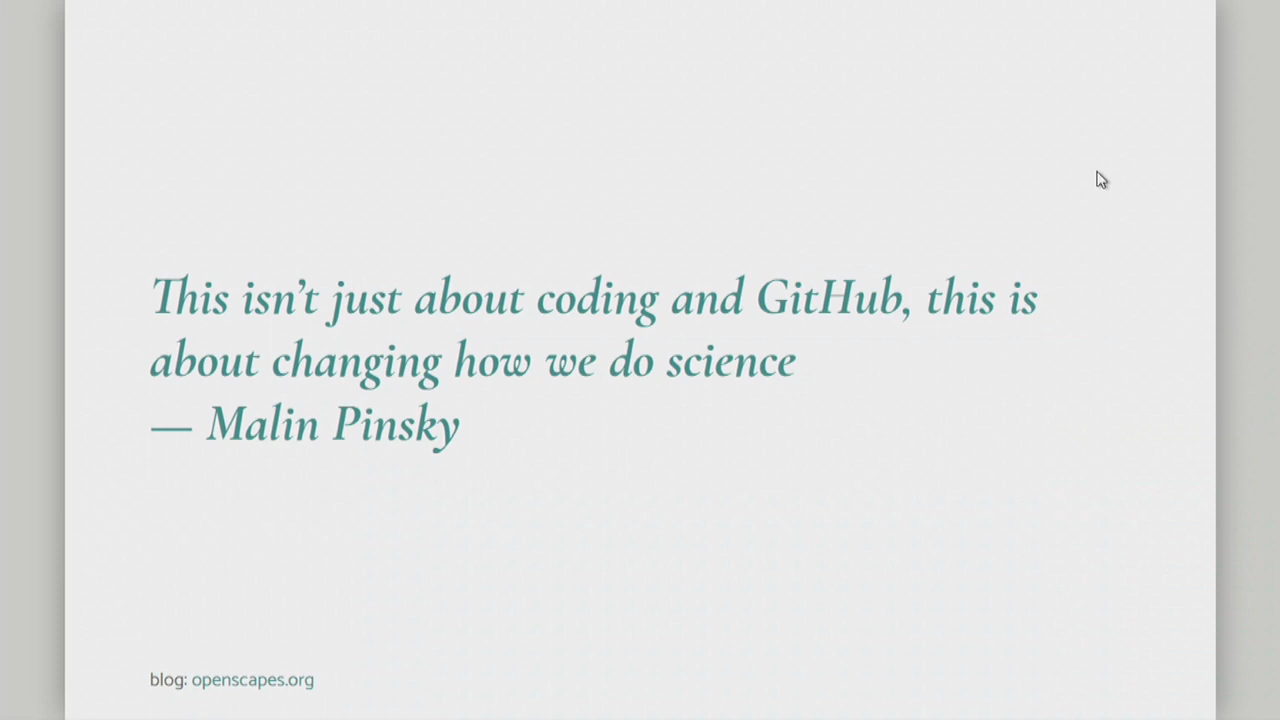 This isn’t just about coding and GitHub, this is
about changing how we do science
— Malin Pinsky
blog: openscapes.org